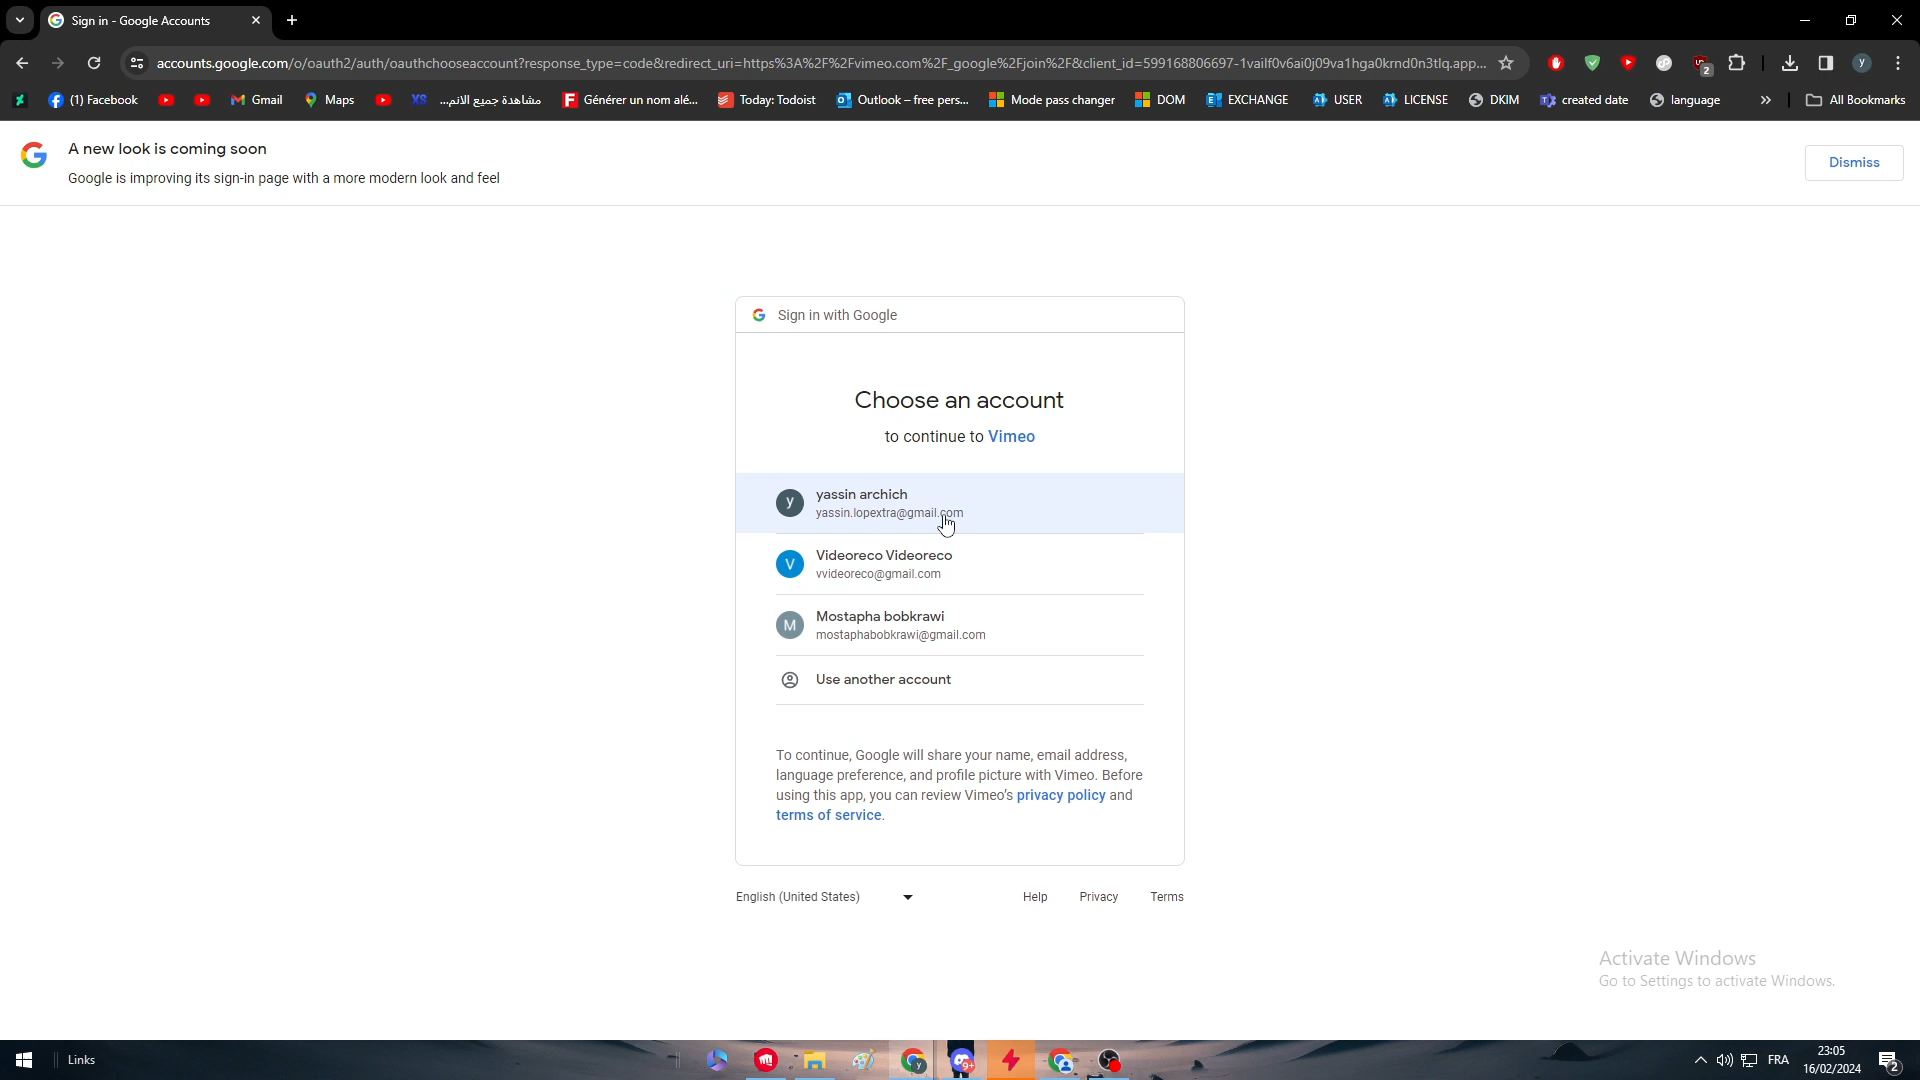 Sign in - Google Accounts
accounts.google.com/o/oauth2/auth/oauthchooseaccount?response_type=code&redirect_uri=https%3A%2F%2Fvimeo.com%2F_google%2Fjoin%2F&client_id=599168806697-1vailf0v6ai0j09va1hga0krnd0n3tlq.app...
2
y
(1) Facebook
Gmail
Maps
XS
مشاهدة جميع الانم...
Générer un nom alé...
Today: Todoist
Outlook – free pers...
Mode pass changer
DOM
EXCHANGE
USER
LICENSE
DKIM
created date
language
»
All Bookmarks
A new look is coming soon
Google is improving its sign-in page with a more modern look and feel
Dismiss
Sign in with Google
Choose an account
to continue to Vimeo
y
yassin archich
yassin.lopextra@gmail.com
V
Videoreco Videoreco
vvideoreco@gmail.com
M
Mostapha bobkrawi
mostaphabobkrawi@gmail.com
Use another account
To continue, Google will share your name, email address,
language preference, and profile picture with Vimeo. Before
using this app, you can review Vimeo's privacy policy and
terms of service.
English (United States)
Help
Privacy
Terms
Activate Windows
Go to Settings to activate Windows.
Links
y
9+
FRA
23:05
16/02/2024
2